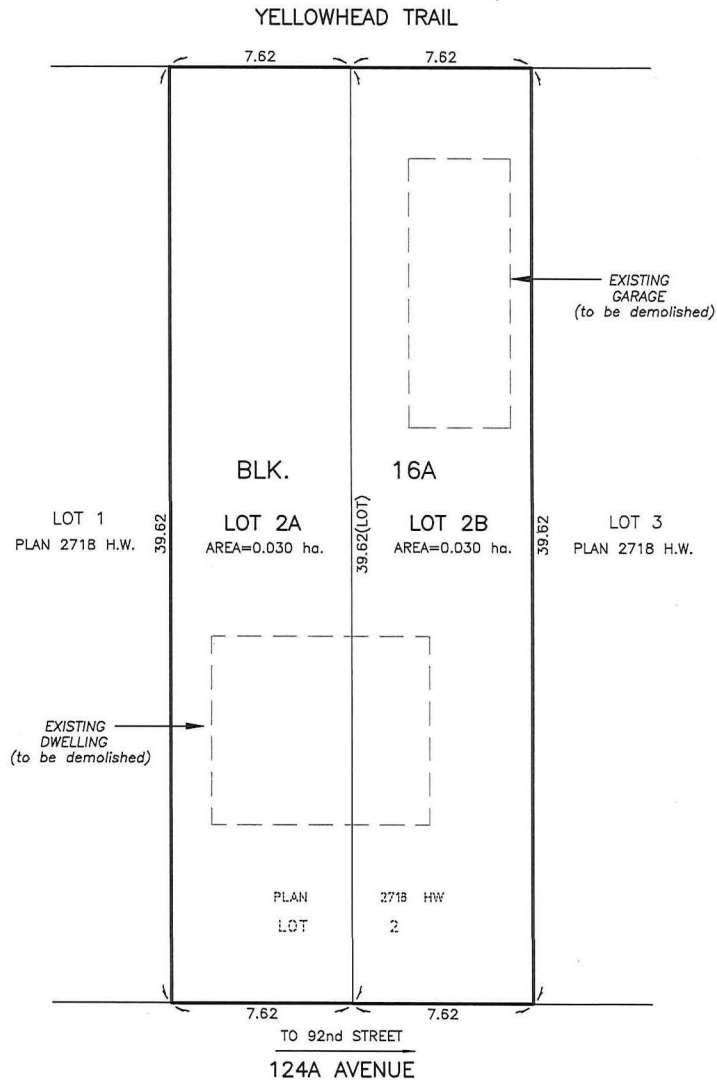 YELLOWHEAD TRAIL
7.62 7.62
EXISTING
GARAGE
(to be demolished)
BLK. 16A
LOT 1
PLAN 2718 H.W.
39.62
LOT 2A
AREA=0.030 ha.
39.62(LOT)
LOT 2B
AREA=0.030 ha.
39.62
LOT 3
PLAN 2718 H.W.
EXISTING
DWELLING
(to be demolished)
PLAN 2718 HW
LOT 2
7.62 7.62
TO 92nd STREET
124A AVENUE